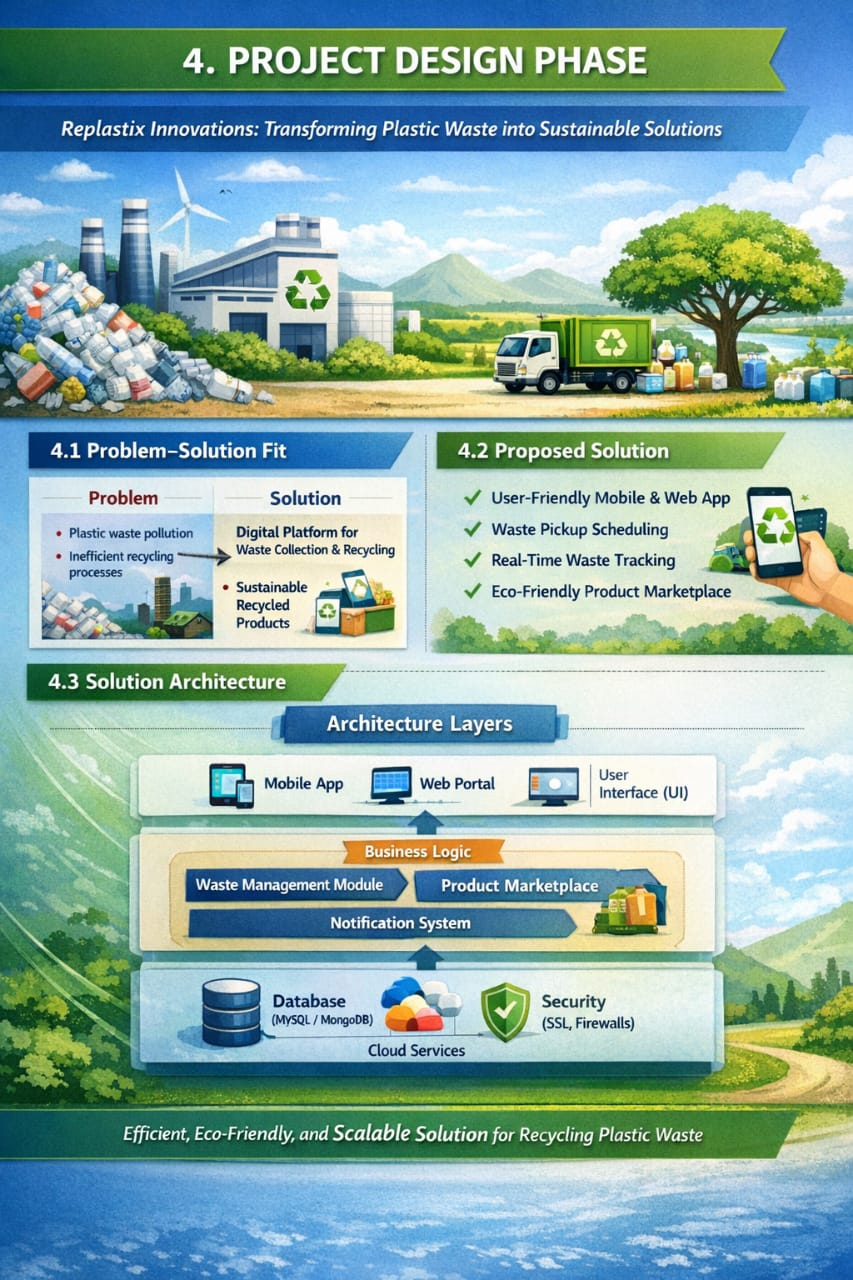 4. PROJECT DESIGN PHASE
Replastix Innovations: Transforming Plastic Waste into Sustainable Solutions
4.1 Problem–Solution Fit
Problem
• Plastic waste pollution
• Inefficient recycling
processes
Solution
Digital Platform for
Waste Collection & Recycling
• Sustainable
Recycled
Products
4.2 Proposed Solution
✓ User-Friendly Mobile & Web App
✓ Waste Pickup Scheduling
✓ Real-Time Waste Tracking
✓ Eco-Friendly Product Marketplace
4.3 Solution Architecture
Architecture Layers
Mobile App
Web Portal
User
Interface (UI)
Business Logic
Waste Management Module
Product Marketplace
Notification System
Database
(MySQL / MongoDB)
Cloud Services
Security
(SSL, Firewalls)
Efficient, Eco-Friendly, and Scalable Solution for Recycling Plastic Waste